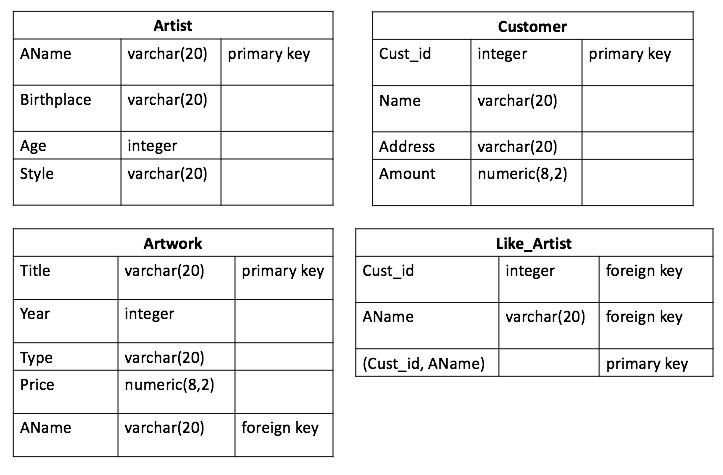 Artist
AName varchar(20) primary key
Birthplace varchar(20)
Age integer
Style varchar(20)
Customer
Cust_id integer primary key
Name varchar(20)
Address varchar(20)
Amount numeric(8,2)
Artwork
Title varchar(20) primary key
Year integer
Type varchar(20)
Price numeric(8,2)
AName varchar(20) foreign key
Like_Artist
Cust_id integer foreign key
AName varchar(20) foreign key
(Cust_id, AName) primary key